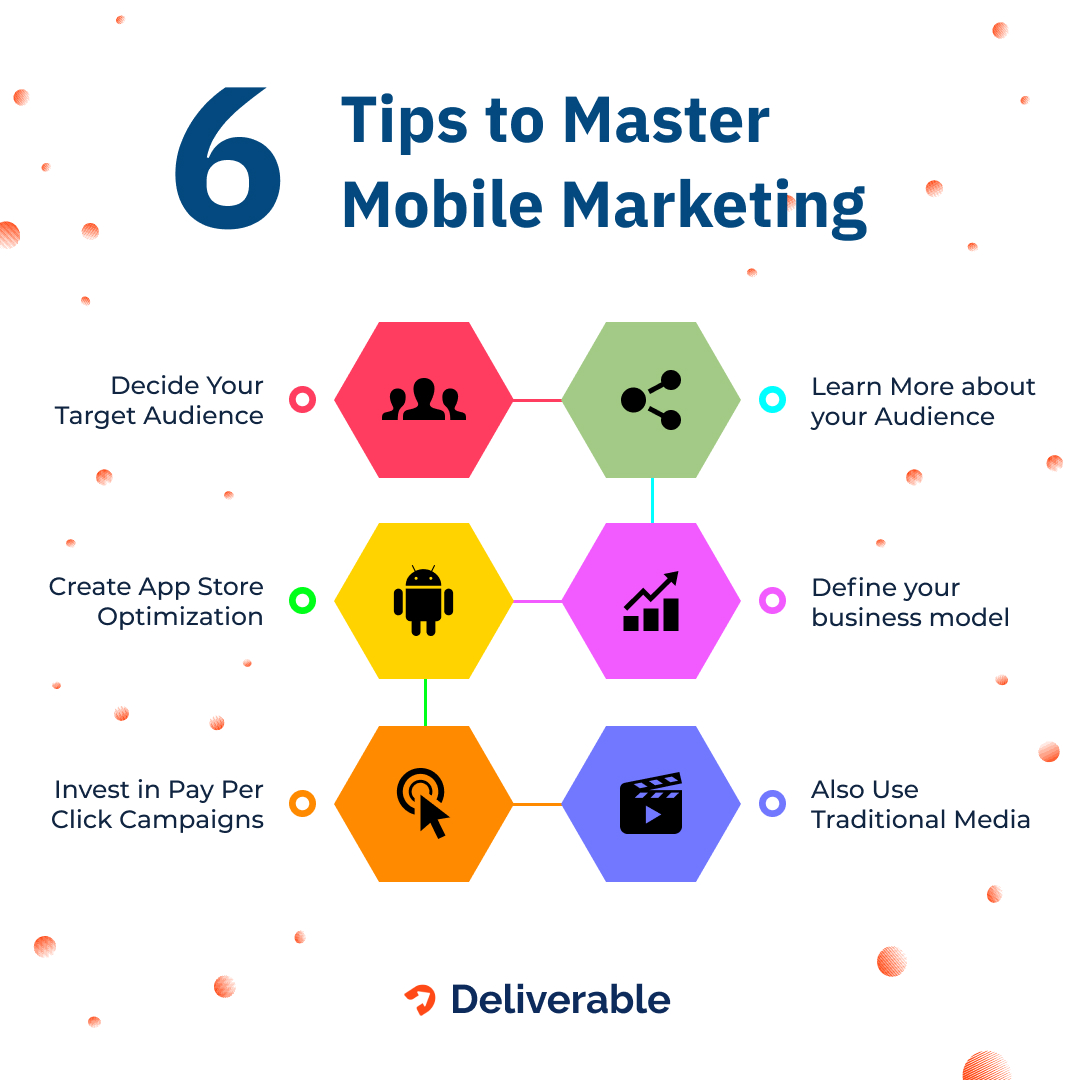 6
Tips to Master
Mobile Marketing
Decide Your
Target Audience
Learn More about
your Audience
Create App Store
Optimization
Define your
business model
Invest in Pay Per
Click Campaigns
Also Use
Traditional Media
Deliverable